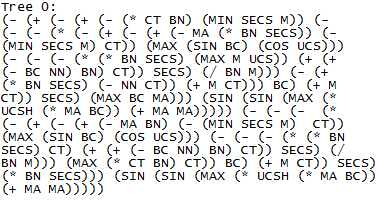 Tree 0:
(+ (- (+ (- (* CT BN) (MIN SECS M)) (-
(- (- (* (- (+ (- (+ (- MA (* BN SECS)) (-
(MIN SECS M) CT)) (MAX (SIN BC) (COS UCS)))
(- (- (- (* (* BN SECS) (MAX M UCS)) (+ (+
(- BC NN) BN) CT)) SECS) (/ BN M))) (- (+
(* BN SECS) (- NN CT)) (+ M CT))) BC) (+ M
CT)) SECS) (MAX BC MA))) (SIN (SIN (MAX (*
UCSH (* MA BC)) (+ MA MA))))) (- (- (- (*
(- (+ (- (+ (- MA BN) (- (MIN SECS M) CT))
(MAX (SIN BC) (COS UCS))) (- (- (- (* (* BN
SECS) CT) (+ (+ (- BC NN) BN) CT)) SECS) (/
BN M))) (MAX (* CT BN) CT)) BC) (+ M CT)) SECS)
(* BN SECS))) (SIN (SIN (MAX (* UCSH (* MA BC))
(+ MA MA)))))